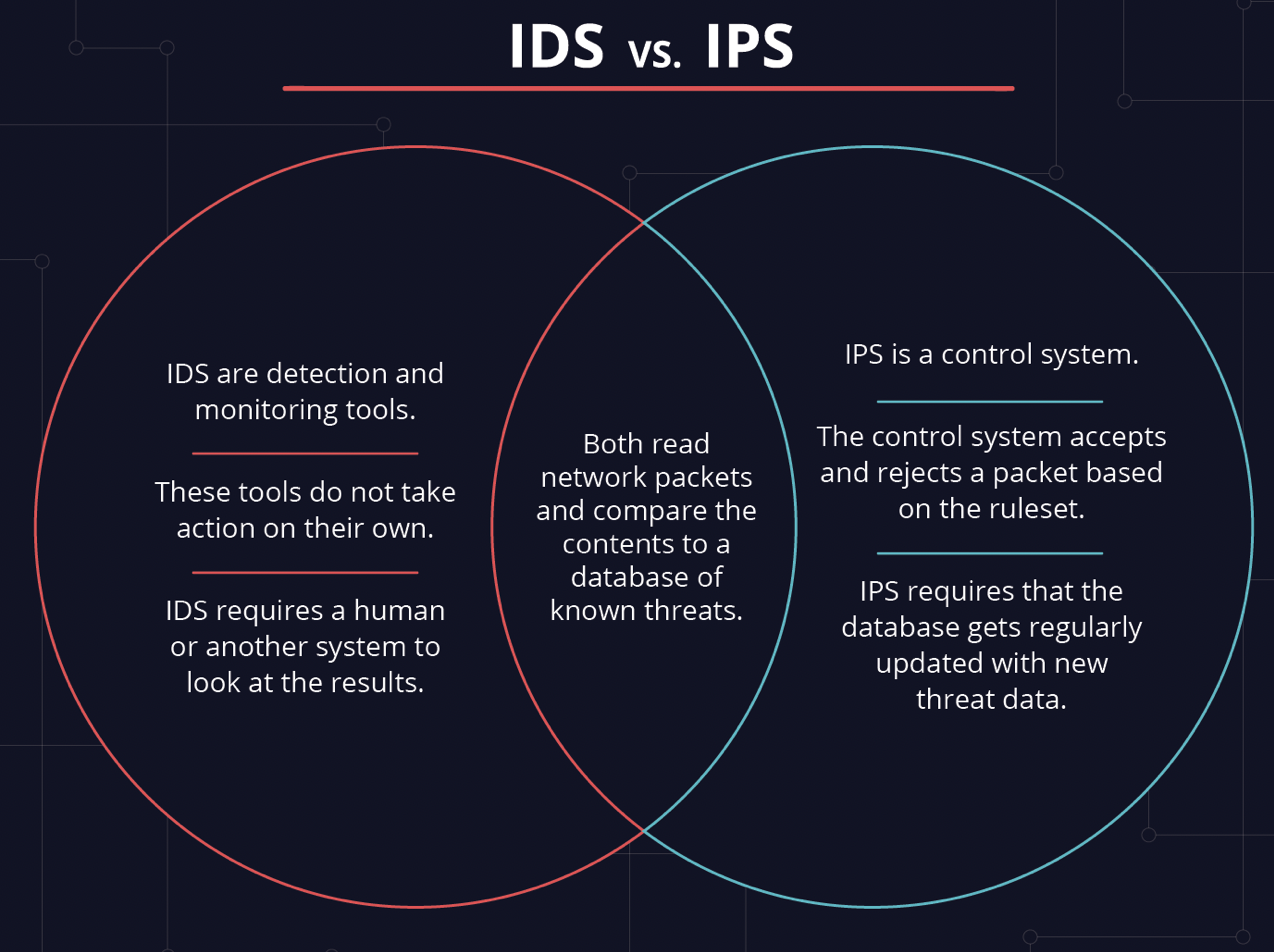 IDS vs. IPS
IDS are detection and
monitoring tools.
These tools do not take
action on their own.
IDS requires a human
or another system to
look at the results.
Both read
network packets
and compare the
contents to a
database of
known threats.
IPS is a control system.
The control system accepts
and rejects a packet based
on the ruleset.
IPS requires that the
database gets regularly
updated with new
threat data.